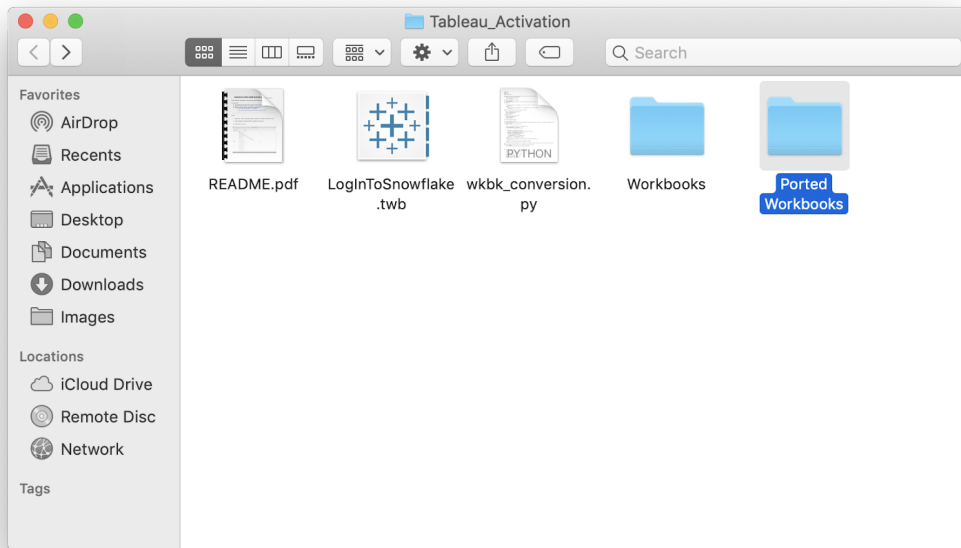 Tableau_Activation
Search
Favorites
AirDrop
Recents
Applications
Desktop
Documents
Downloads
Images
Locations
iCloud Drive
Remote Disc
Network
Tags
README.pdf
LogInToSnowflake
.twb
PYTHON
wkbk_conversion.
py
Workbooks
Ported
Workbooks